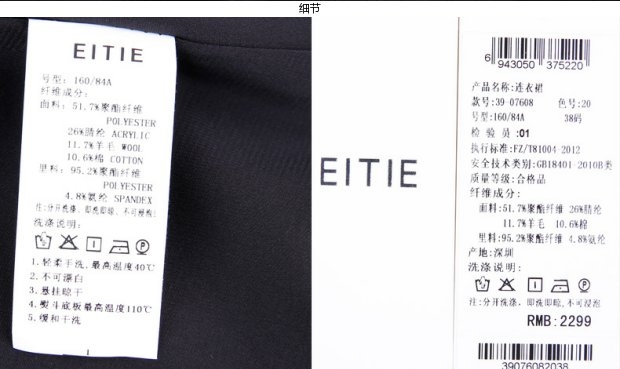 细节
EITIE
号型: 160/84A
纤维成分:
面料: 51.7%聚酯纤维
POLYESTER
26%腈纶 ACRYLIC
11.7%羊毛 WOOL
10.6%棉 COTTON
里料: 95.2%聚酯纤维
POLYESTER
4.8%氨纶 SPANDEX
注:分开洗涤, 即洗即晾, 不可浸泡!
洗涤说明:
1.轻柔手洗,最高温度40℃
2.不可漂白
3.悬挂晾干
4.熨斗底板最高温度110℃
5.缓和干洗
EITIE
6 943050 375220
产品名称:连衣裙
款号:39-07608 色号:20
号型:160/84A 38码
检 验 员:01
执行标准:FZ/T81004-2012
安全技术类别:GB18401-2010B类
质量等级:合格品
纤维成分:
面料:51.7%聚酯纤维 26%腈纶
11.7%羊毛 10.6%棉
里料:95.2%聚酯纤维 4.8%氨纶
产地:深圳
洗涤说明:
注:分开洗涤, 即洗即晾,不可浸泡
RMB:2299
39076082038